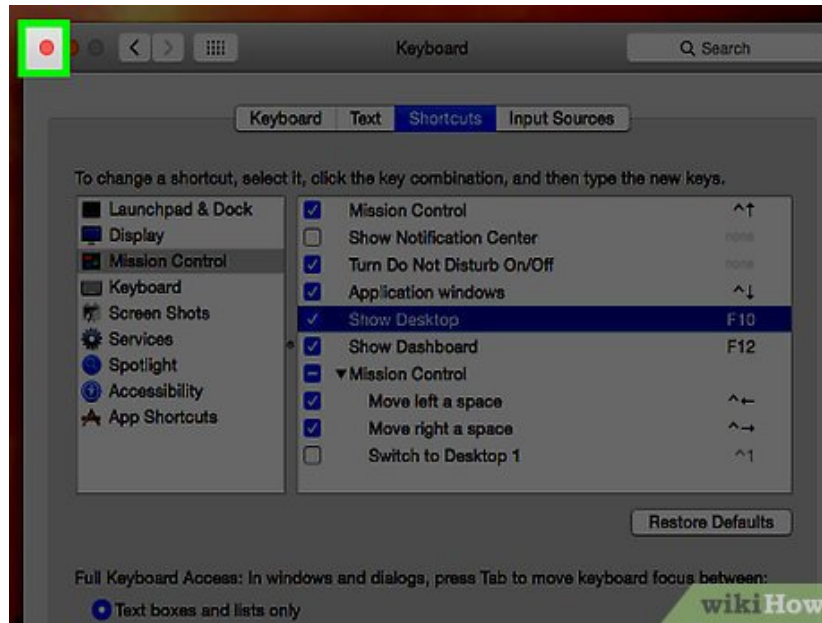 Keyboard
Search
Keyboard Text Shortcuts Input Sources
To change a shortcut, select it, click the key combination, and then type the new keys.
Launchpad & Dock
Display
Mission Control
Keyboard
Screen Shots
Services
Spotlight
Accessibility
App Shortcuts
Mission Control ^↑
Show Notification Center none
Turn Do Not Disturb On/Off none
Application windows ^↓
Show Desktop F10
Show Dashboard F12
Mission Control
Move left a space ^←
Move right a space ^→
Switch to Desktop 1 ^1
Restore Defaults
Full Keyboard Access: In windows and dialogs, press Tab to move keyboard focus between:
Text boxes and lists only
wikiHow